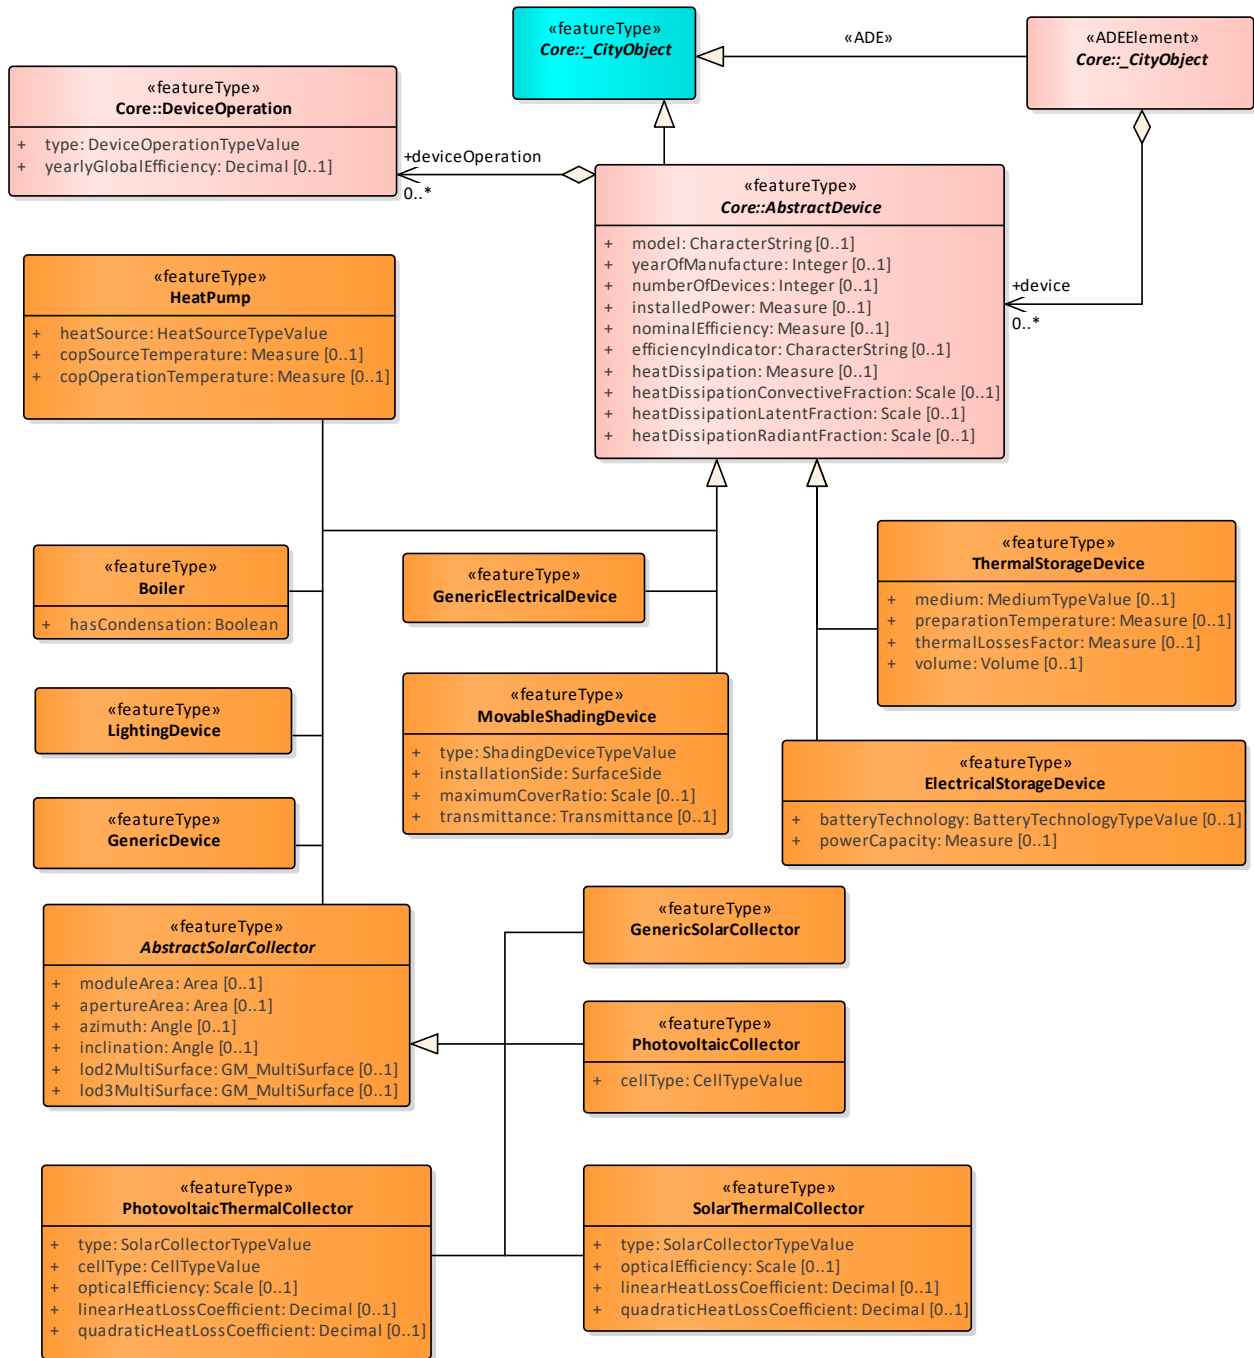 «featureType»
Core::_CityObject
«ADE»
«ADEElement»
Core::_CityObject
«featureType»
Core::DeviceOperation
+ type: DeviceOperationTypeValue
+ yearlyGlobalEfficiency: Decimal [0..1]
+deviceOperation
0..*
«featureType»
Core::AbstractDevice
+ model: CharacterString [0..1]
+ yearOfManufacture: Integer [0..1]
+ numberOfDevices: Integer [0..1]
+ installedPower: Measure [0..1]
+ nominalEfficiency: Measure [0..1]
+ efficiencyIndicator: CharacterString [0..1]
+ heatDissipation: Measure [0..1]
+ heatDissipationConvectiveFraction: Scale [0..1]
+ heatDissipationLatentFraction: Scale [0..1]
+ heatDissipationRadiantFraction: Scale [0..1]
+device
0..*
«featureType»
HeatPump
+ heatSource: HeatSourceTypeValue
+ copSourceTemperature: Measure [0..1]
+ copOperationTemperature: Measure [0..1]
«featureType»
Boiler
+ hasCondensation: Boolean
«featureType»
GenericElectricalDevice
«featureType»
ThermalStorageDevice
+ medium: MediumTypeValue [0..1]
+ preparationTemperature: Measure [0..1]
+ thermalLossesFactor: Measure [0..1]
+ volume: Volume [0..1]
«featureType»
LightingDevice
«featureType»
MovableShadingDevice
+ type: ShadingDeviceTypeValue
+ installationSide: SurfaceSide
+ maximumCoverRatio: Scale [0..1]
+ transmittance: Transmittance [0..1]
«featureType»
ElectricalStorageDevice
+ batteryTechnology: BatteryTechnologyTypeValue [0..1]
+ powerCapacity: Measure [0..1]
«featureType»
GenericDevice
«featureType»
AbstractSolarCollector
+ moduleArea: Area [0..1]
+ apertureArea: Area [0..1]
+ azimuth: Angle [0..1]
+ inclination: Angle [0..1]
+ lod2MultiSurface: GM_MultiSurface [0..1]
+ lod3MultiSurface: GM_MultiSurface [0..1]
«featureType»
GenericSolarCollector
«featureType»
PhotovoltaicCollector
+ cellType: CellTypeValue
«featureType»
PhotovoltaicThermalCollector
+ type: SolarCollectorTypeValue
+ cellType: CellTypeValue
+ opticalEfficiency: Scale [0..1]
+ linearHeatLossCoefficient: Decimal [0..1]
+ quadraticHeatLossCoefficient: Decimal [0..1]
«featureType»
SolarThermalCollector
+ type: SolarCollectorTypeValue
+ opticalEfficiency: Scale [0..1]
+ linearHeatLossCoefficient: Decimal [0..1]
+ quadraticHeatLossCoefficient: Decimal [0..1]